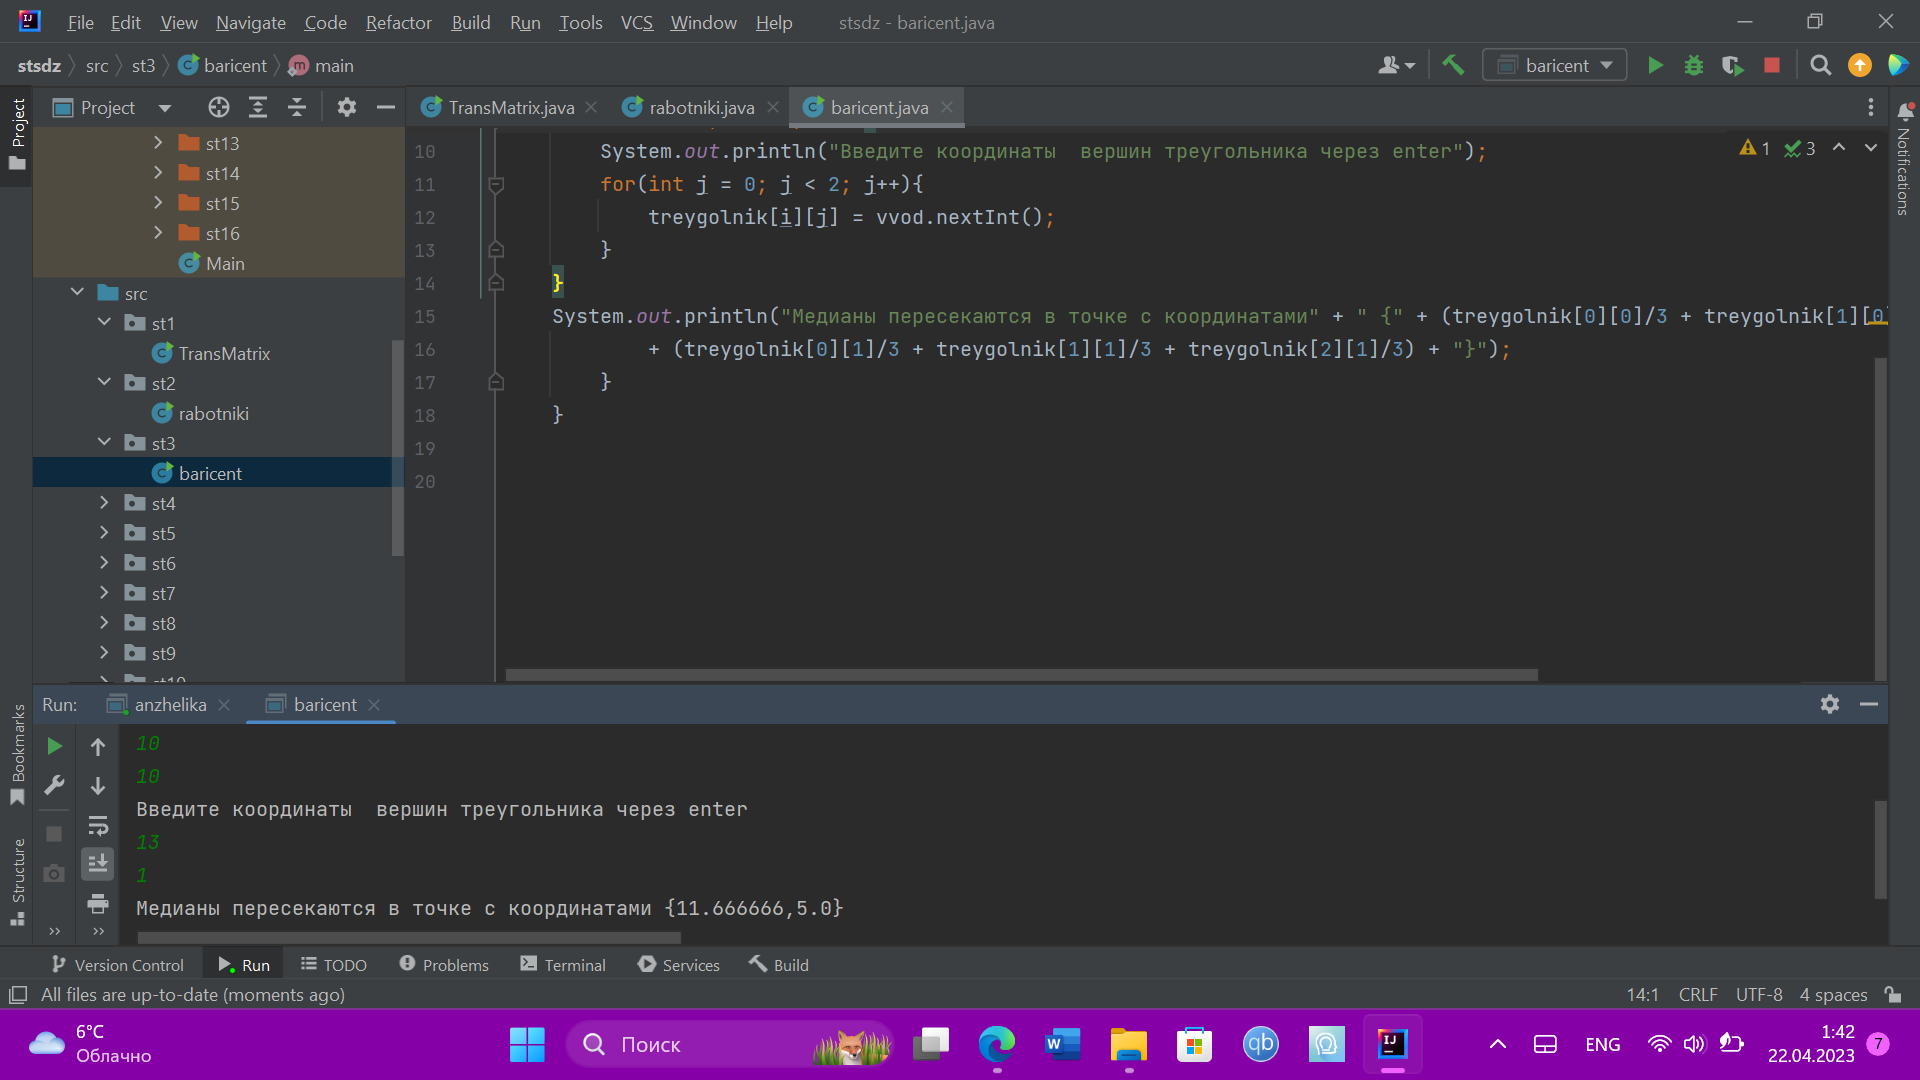 File Edit View Navigate Code Refactor Build Run Tools VCS Window Help stsdz - baricent.java
stsdz src st3 baricent main baricent
Project
Project
TransMatrix.java rabotniki.java baricent.java
Notifications
st13
st14
st15
st16
Main
src
st1
TransMatrix
st2
rabotniki
st3
baricent
st4
st5
st6
st7
st8
st9
st10
1 3
10 System.out.println("Введите координаты  вершин треугольника через enter");
11 for(int j = 0; j < 2; j++){
12 treygolnik[i][j] = vvod.nextInt();
13 }
14 }
15 System.out.println("Медианы пересекаются в точке с координатами" + " {" + (treygolnik[0][0]/3 + treygolnik[1][0]
16 + (treygolnik[0][1]/3 + treygolnik[1][1]/3 + treygolnik[2][1]/3) + "}");
17 }
18 }
19
20
Run: anzhelika baricent
Bookmarks
Structure
10
10
Введите координаты  вершин треугольника через enter
13
1
Медианы пересекаются в точке с координатами {11.666666,5.0}
Version Control Run TODO Problems Terminal Services Build
All files are up-to-date (moments ago) 14:1 CRLF UTF-8 4 spaces
6°C
Облачно
Поиск
ENG
1:42
22.04.2023
7